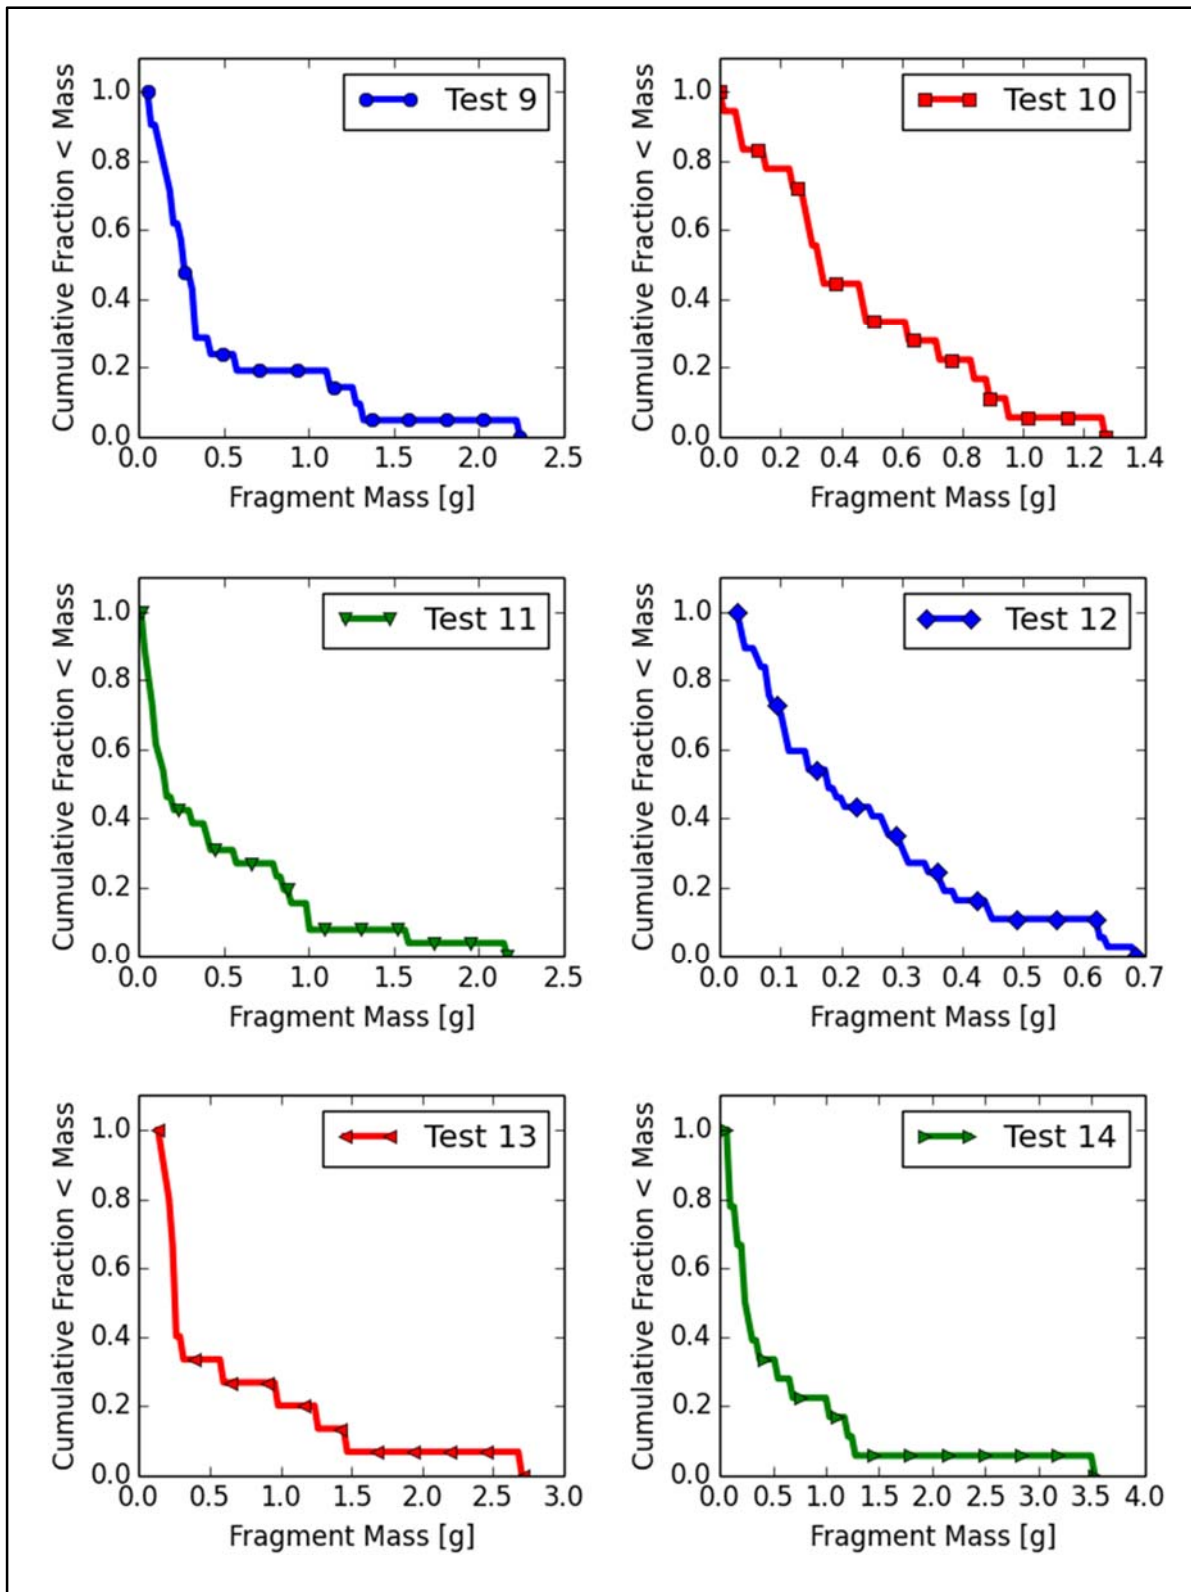 Test 9
Cumulative Fraction < Mass
1.0
0.8
0.6
0.4
0.2
0.0
0.0 0.5 1.0 1.5 2.0 2.5
Fragment Mass [g]
Test 10
Cumulative Fraction < Mass
1.0
0.8
0.6
0.4
0.2
0.0
0.0 0.2 0.4 0.6 0.8 1.0 1.2 1.4
Fragment Mass [g]
Test 11
Cumulative Fraction < Mass
1.0
0.8
0.6
0.4
0.2
0.0
0.0 0.5 1.0 1.5 2.0 2.5
Fragment Mass [g]
Test 12
Cumulative Fraction < Mass
1.0
0.8
0.6
0.4
0.2
0.0
0.0 0.1 0.2 0.3 0.4 0.5 0.6 0.7
Fragment Mass [g]
Test 13
Cumulative Fraction < Mass
1.0
0.8
0.6
0.4
0.2
0.0
0.0 0.5 1.0 1.5 2.0 2.5 3.0
Fragment Mass [g]
Test 14
Cumulative Fraction < Mass
1.0
0.8
0.6
0.4
0.2
0.0
0.0 0.5 1.0 1.5 2.0 2.5 3.0 3.5 4.0
Fragment Mass [g]